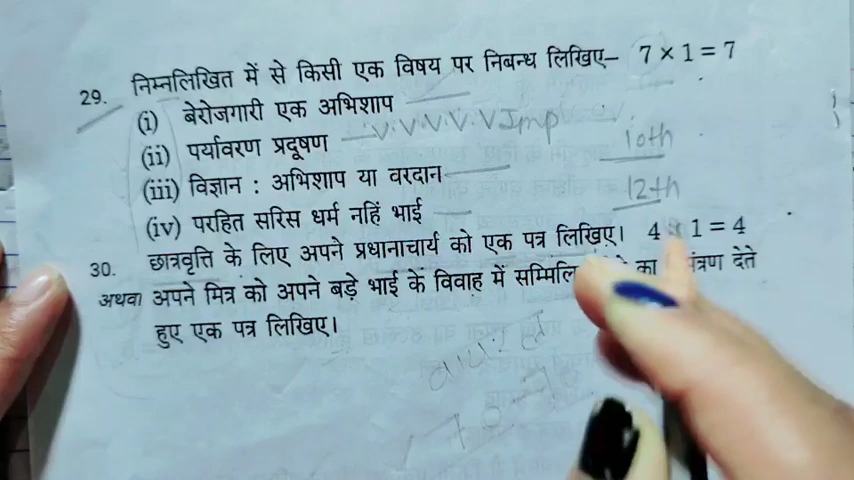 29. निम्नलिखित में से किसी एक विषय पर निबन्ध लिखिए– 7 × 1 = 7
(i) बेरोजगारी एक अभिशाप
(ii) पर्यावरण प्रदूषण V.V.V.V.V Imp 10th
(iii) विज्ञान : अभिशाप या वरदान 12th
(iv) परहित सरिस धर्म नहिं भाई
30. छात्रवृत्ति के लिए अपने प्रधानाचार्य को एक पत्र लिखिए। 4 × 1 = 4
अथवा अपने मित्र को अपने बड़े भाई के विवाह में का देते
हुए एक पत्र लिखिए।